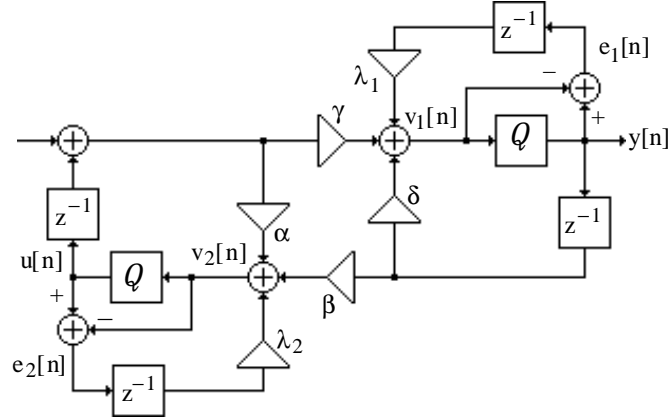 z⁻¹
e₁[n]
λ₁
−
γ
v₁[n]
+
Q
y[n]
δ
z⁻¹
z⁻¹
α
u[n]
Q
v₂[n]
+
−
β
e₂[n]
λ₂
z⁻¹